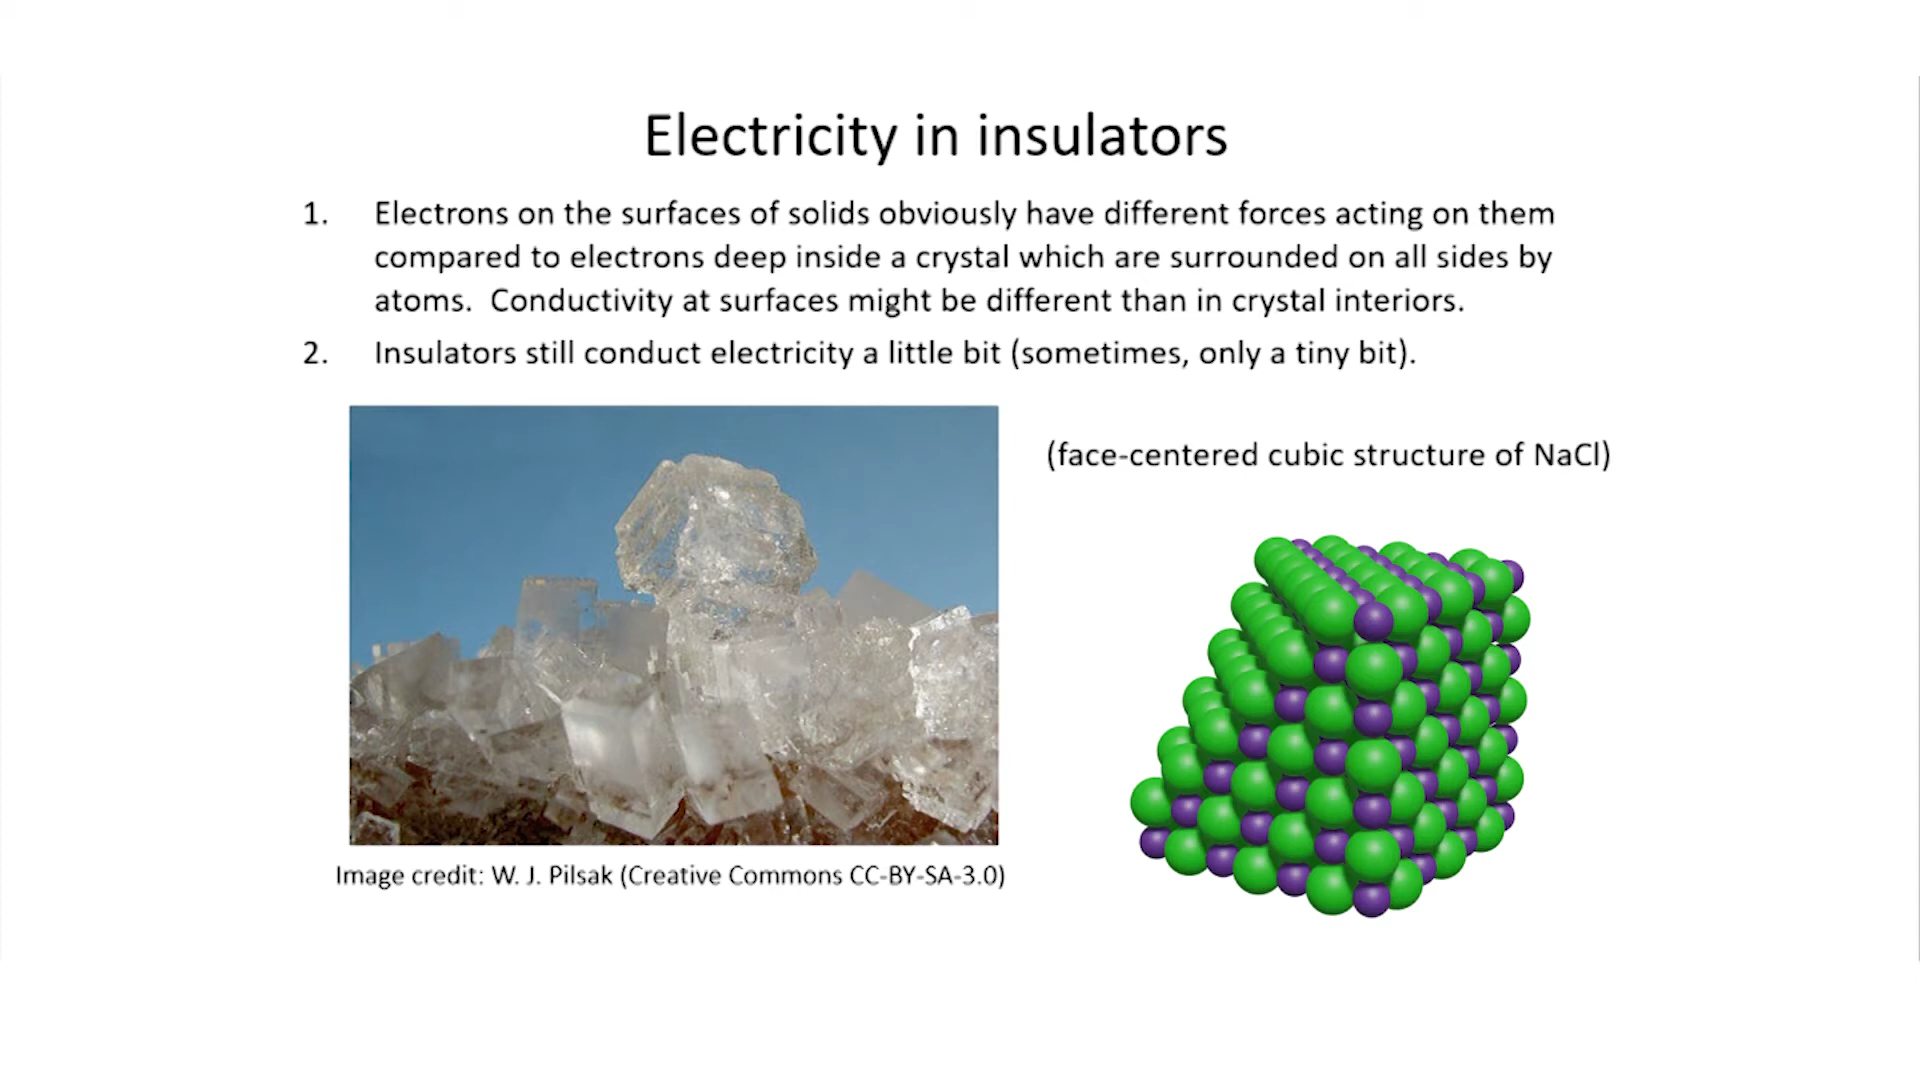 Electricity in insulators
1. Electrons on the surfaces of solids obviously have different forces acting on them
compared to electrons deep inside a crystal which are surrounded on all sides by
atoms.  Conductivity at surfaces might be different than in crystal interiors.
2. Insulators still conduct electricity a little bit (sometimes, only a tiny bit).
(face-centered cubic structure of NaCl)
Image credit: W. J. Pilsak (Creative Commons CC-BY-SA-3.0)